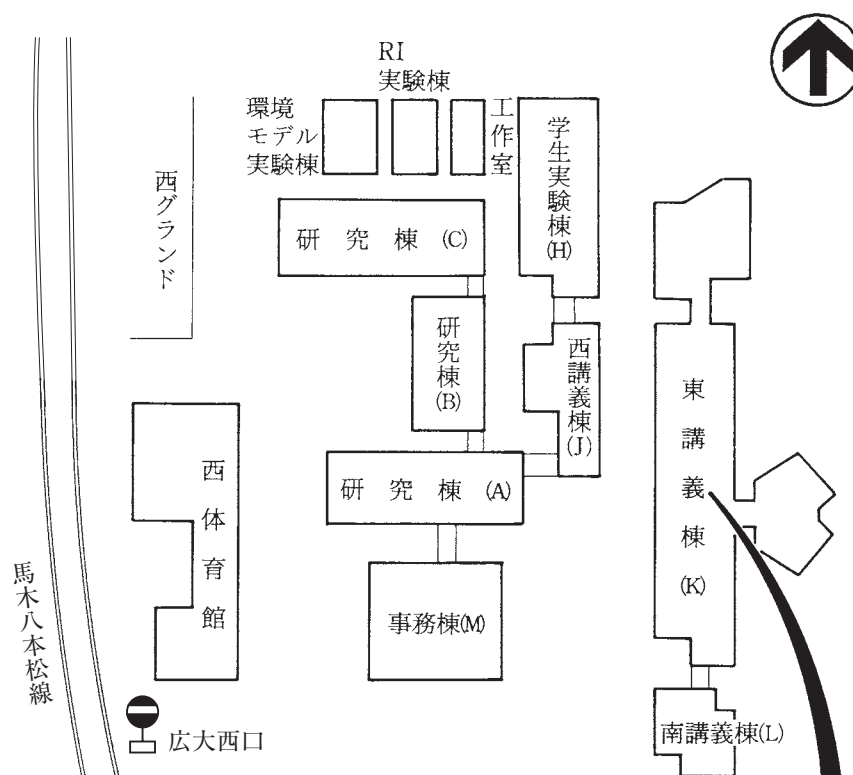 RI
実験棟
環境
モデル
実験棟
工作室
学生実験棟(H)
西グランド
研究棟(C)
研究棟(B)
西講義棟(J)
東講義棟(K)
研究棟(A)
西体育館
事務棟(M)
馬木八本松線
広大西口
南講義棟(L)